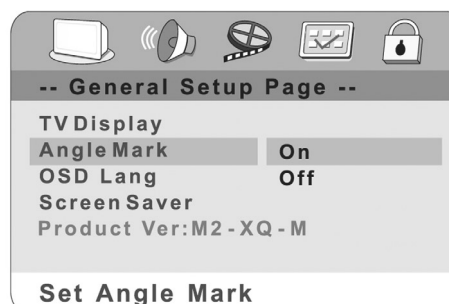 -- General Setup Page --
TV Display
Angle Mark On
OSD Lang Off
Screen Saver
Product Ver:M2-XQ-M
Set Angle Mark